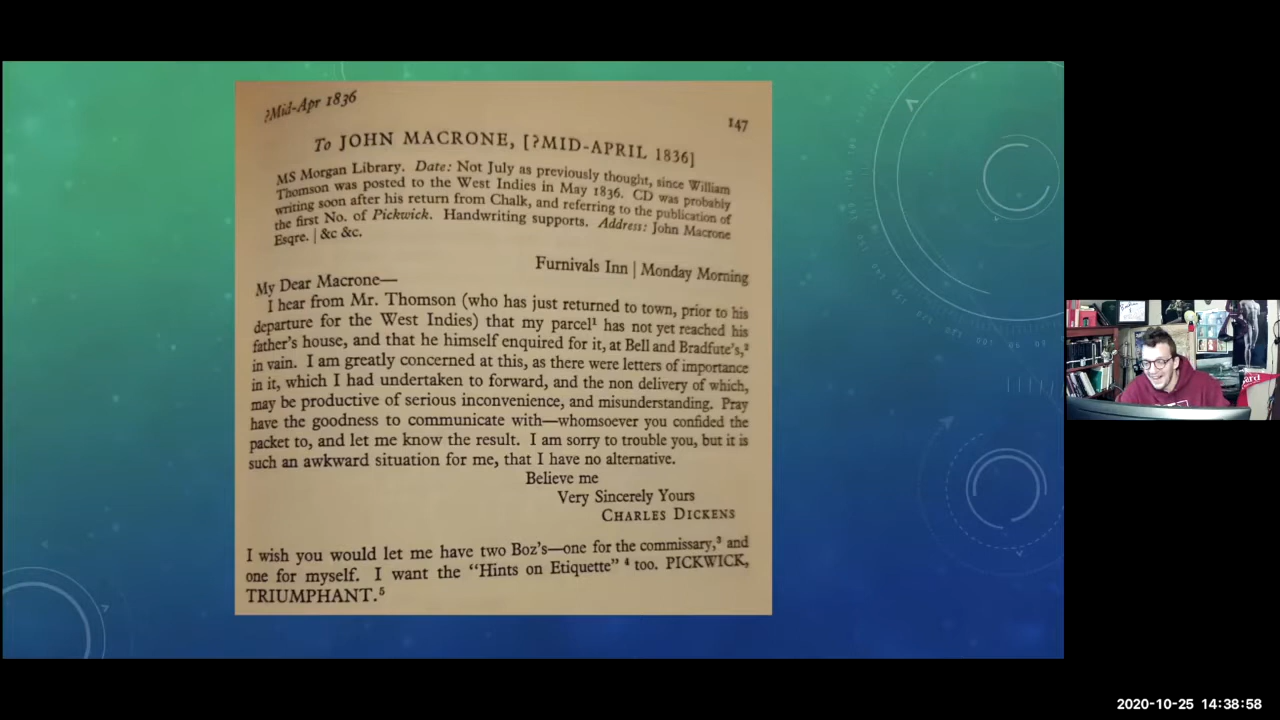 ?Mid-Apr 1836
147
To JOHN MACRONE, [?MID-APRIL 1836]
MS Morgan Library. Date: Not July as previously thought, since William
Thomson was posted to the West Indies in May 1836. CD was probably
writing soon after his return from Chalk, and referring to the publication of
the first No. of Pickwick. Handwriting supports. Address: John Macrone
Esqre. | &c &c.
Furnivals Inn | Monday Morning
My Dear Macrone—
I hear from Mr. Thomson (who has just returned to town, prior to his
departure for the West Indies) that my parcel¹ has not yet reached his
father's house, and that he himself enquired for it, at Bell and Bradfute's,²
in vain. I am greatly concerned at this, as there were letters of importance
in it, which I had undertaken to forward, and the non delivery of which,
may be productive of serious inconvenience, and misunderstanding. Pray
have the goodness to communicate with—whomsoever you confided the
packet to, and let me know the result. I am sorry to trouble you, but it is
such an awkward situation for me, that I have no alternative.
Believe me
Very Sincerely Yours
CHARLES DICKENS
I wish you would let me have two Boz's—one for the commissary,³ and
one for myself. I want the “Hints on Etiquette” ⁴ too. PICKWICK,
TRIUMPHANT.⁵
2020-10-25 14:38:58